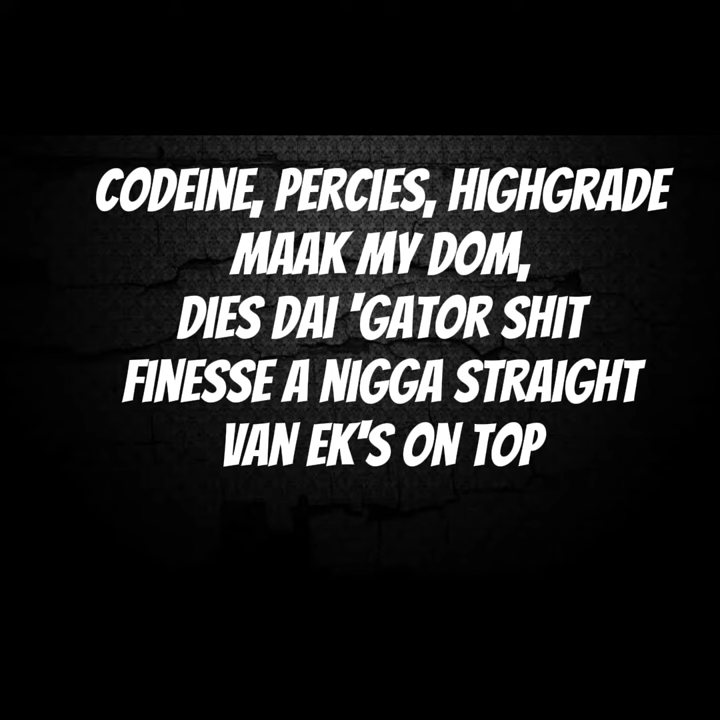 CODEINE, PERCIES, HIGHGRADE
MAAK MY DOM,
DIES DAI 'GATOR SHIT
FINESSE A NIGGA STRAIGHT
VAN EK'S ON TOP